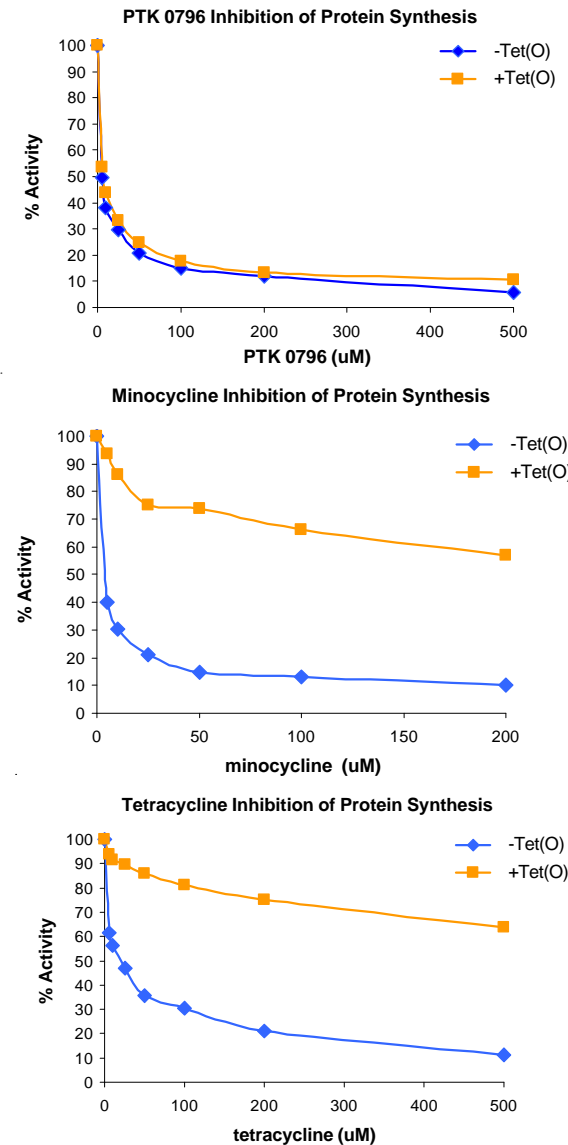 PTK 0796 Inhibition of Protein Synthesis
-Tet(O)
+Tet(O)
100
90
80
70
60
50
40
30
20
10
0
% Activity
0 100 200 300 400 500
PTK 0796 (uM)
Minocycline Inhibition of Protein Synthesis
-Tet(O)
+Tet(O)
100
90
80
70
60
50
40
30
20
10
0
% Activity
0 50 100 150 200
minocycline (uM)
Tetracycline Inhibition of Protein Synthesis
-Tet(O)
+Tet(O)
100
90
80
70
60
50
40
30
20
10
0
% Activity
0 100 200 300 400 500
tetracycline (uM)